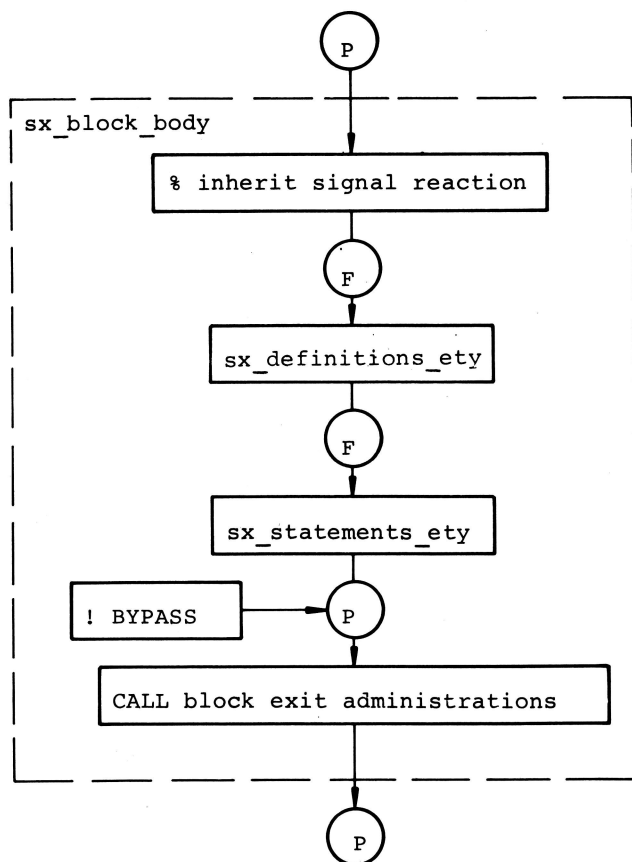 P
sx_block_body
% inherit signal reaction
F
sx_definitions_ety
F
sx_statements_ety
! BYPASS
P
CALL block exit administrations
P